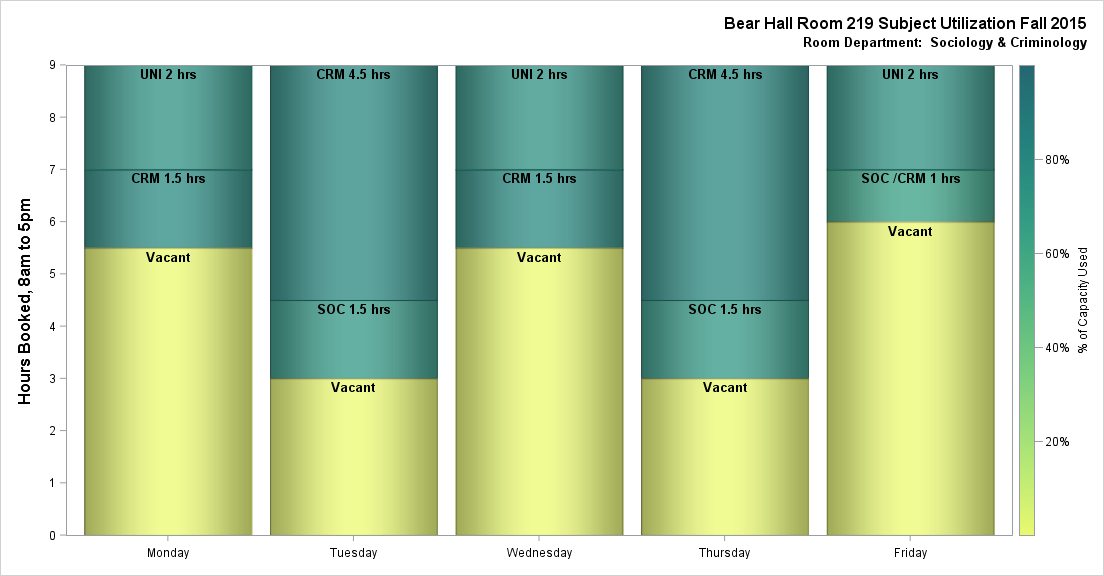 Bear Hall Room 219 Subject Utilization Fall 2015
Room Department:  Sociology & Criminology
Hours Booked, 8am to 5pm
9
8
7
6
5
4
3
2
1
0
UNI 2 hrs
CRM 1.5 hrs
Vacant
CRM 4.5 hrs
SOC 1.5 hrs
Vacant
UNI 2 hrs
CRM 1.5 hrs
Vacant
CRM 4.5 hrs
SOC 1.5 hrs
Vacant
UNI 2 hrs
SOC /CRM 1 hrs
Vacant
Monday
Tuesday
Wednesday
Thursday
Friday
80%
60%
40%
20%
% of Capacity Used